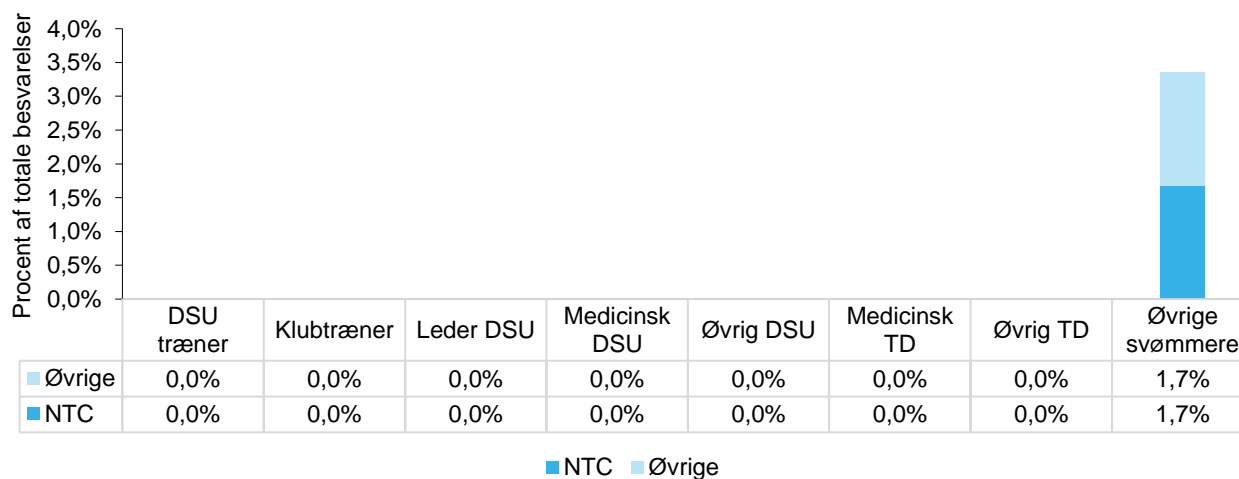 Procent af totale besvarelser
4,0%
3,5%
3,0%
2,5%
2,0%
1,5%
1,0%
0,5%
0,0%
DSU
træner
Klubtræner
Leder DSU
Medicinsk
DSU
Øvrig DSU
Medicinsk
TD
Øvrig TD
Øvrige
svømmere
Øvrige 0,0% 0,0% 0,0% 0,0% 0,0% 0,0% 0,0% 1,7%
NTC 0,0% 0,0% 0,0% 0,0% 0,0% 0,0% 0,0% 1,7%
NTC Øvrige